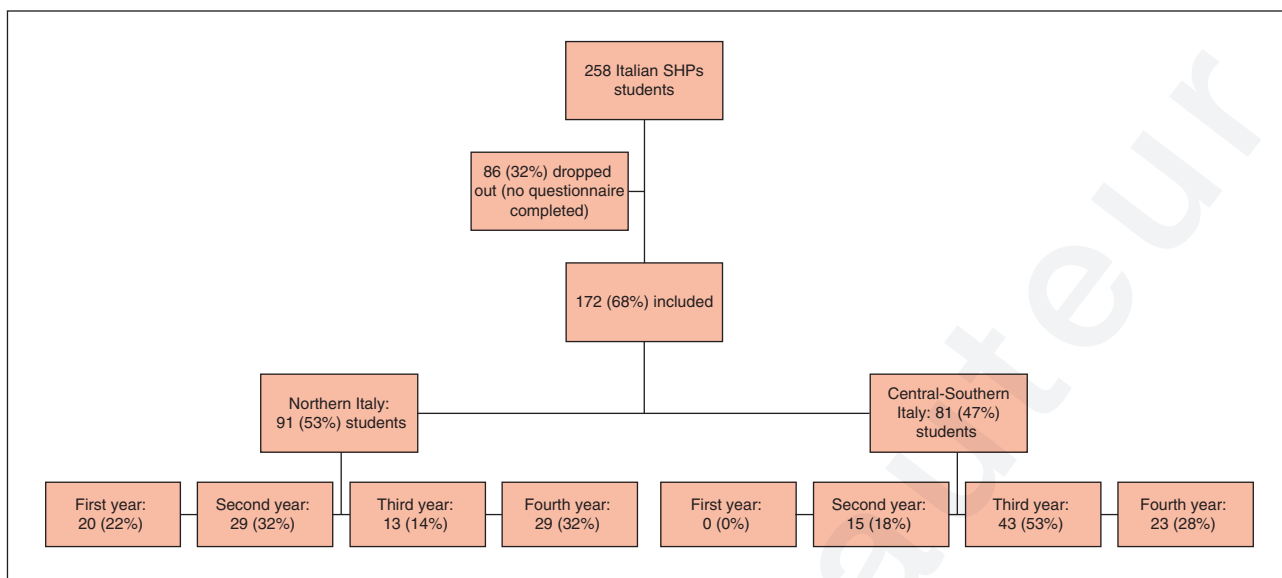 258 Italian SHPs
students
86 (32%) dropped
out (no questionnaire
completed)
172 (68%) included
Northern Italy:
91 (53%) students
Central-Southern
Italy: 81 (47%)
students
First year:
20 (22%)
Second year:
29 (32%)
Third year:
13 (14%)
Fourth year:
29 (32%)
First year:
0 (0%)
Second year:
15 (18%)
Third year:
43 (53%)
Fourth year:
23 (28%)
auteur